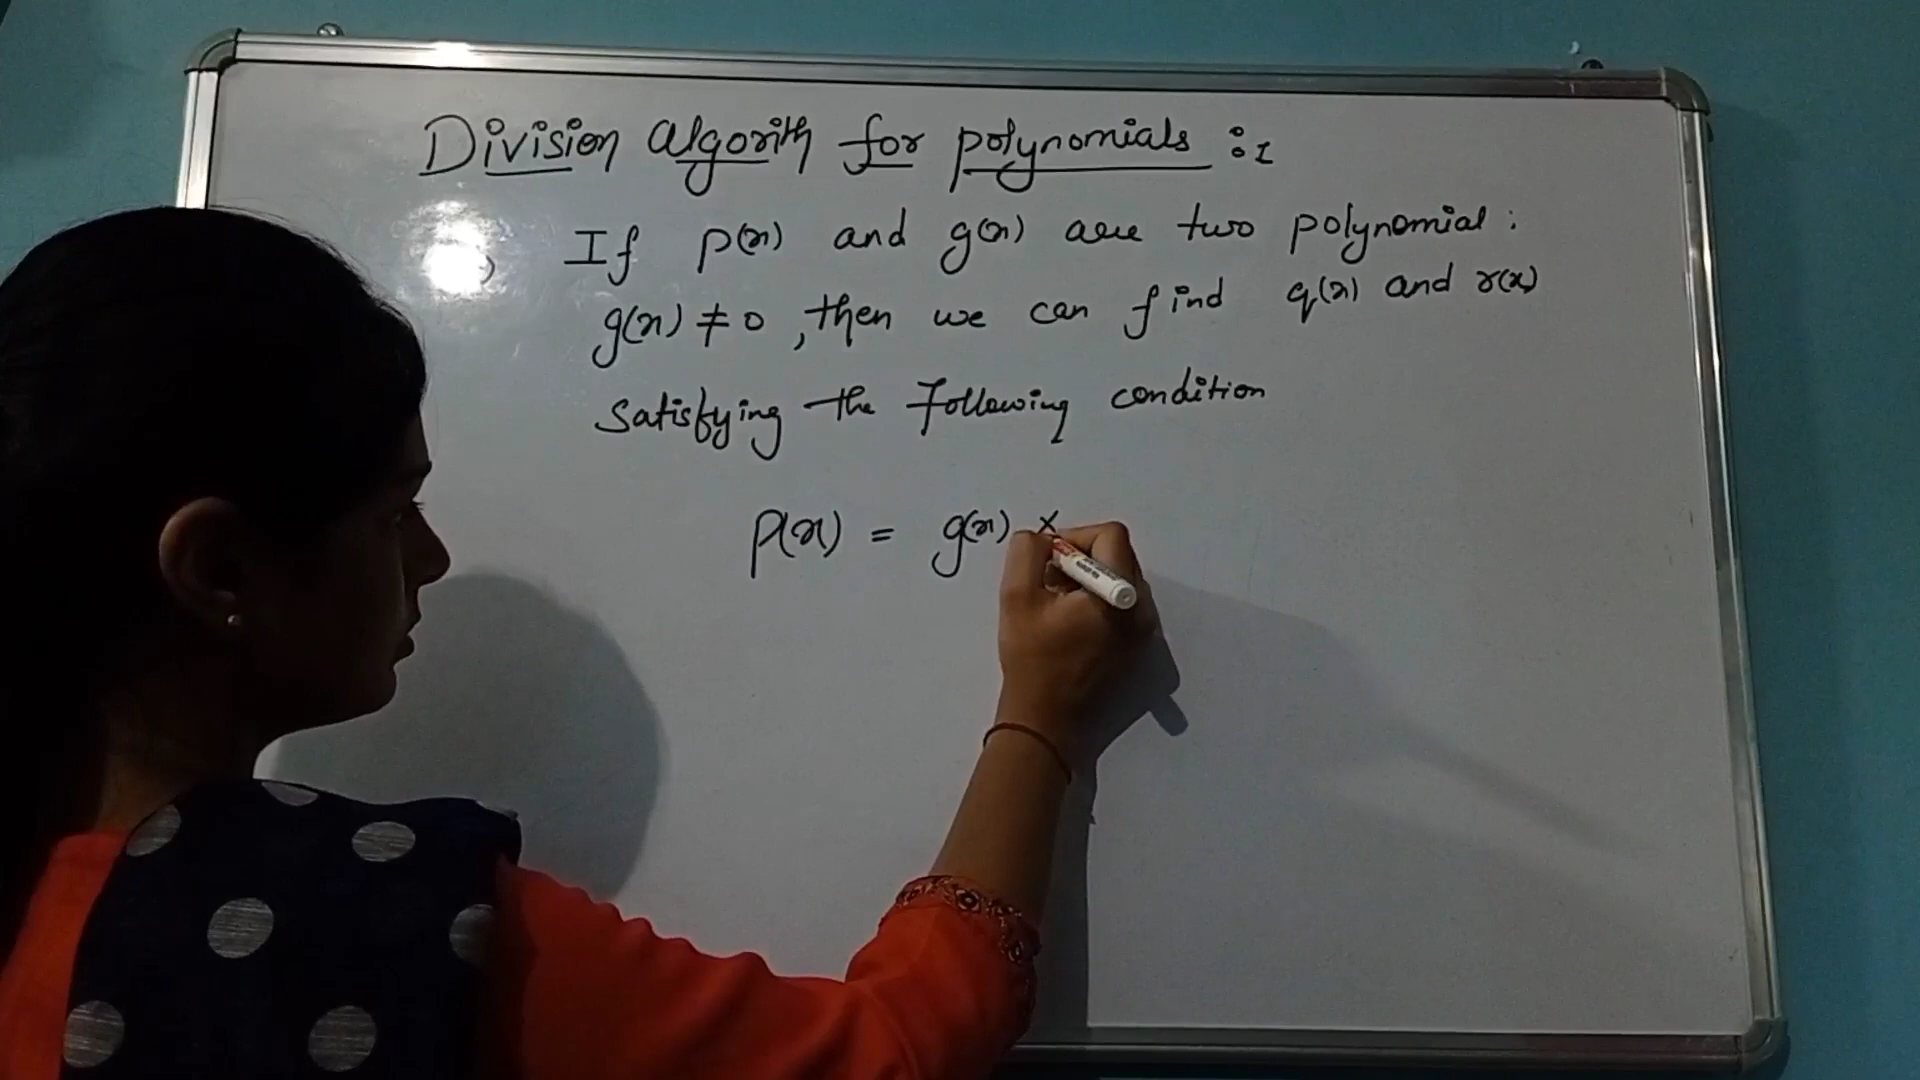 Division algorith for polynomials :-
If p(x) and g(x) are two polynomial :
g(x) ≠ 0 , then we can find q(x) and r(x)
Satisfying the following condition
p(x) = g(x) ×